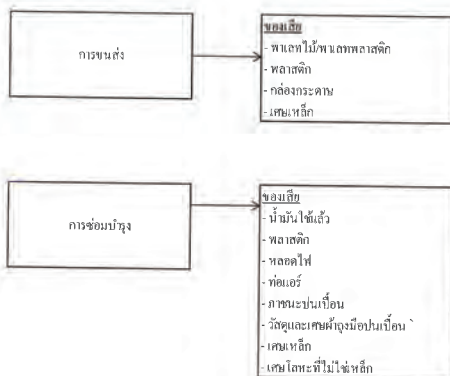 การขนส่ง
ของเสีย
- พาเลทไม้/พาเลทพลาสติก
- พลาสติก
- กล่องกระดาษ
- เศษเหล็ก
การซ่อมบำรุง
ของเสีย
- น้ำมันใช้แล้ว
- พลาสติก
- หลอดไฟ
- ท่อแอร์
- ภาชนะปนเปื้อน
- วัสดุและเศษผ้าถุงมือปนเปื้อน
- เศษเหล็ก
- เศษโลหะที่ไม่ใช่เหล็ก